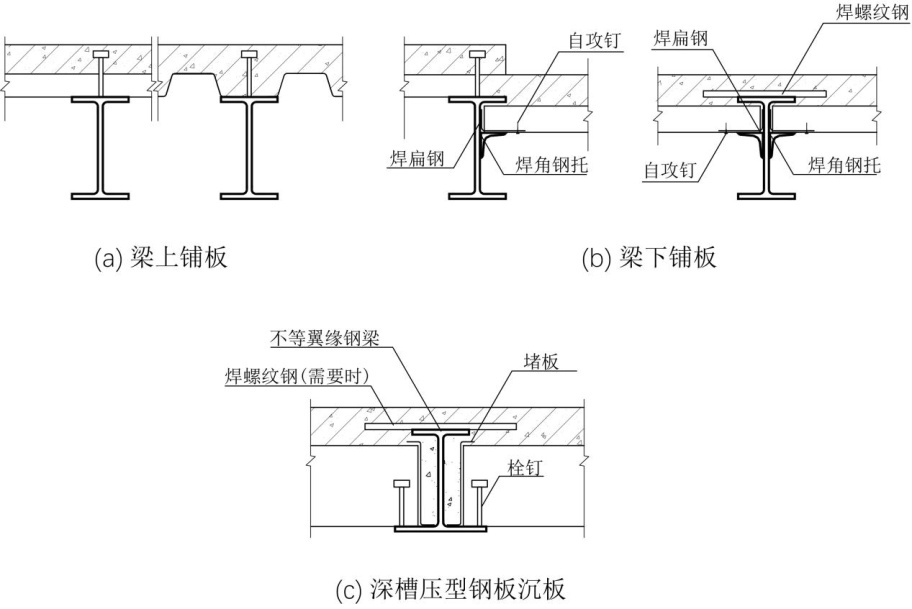 自攻钉
焊扁钢
焊螺纹钢
焊扁钢
焊角钢托
自攻钉
焊角钢托
(a) 梁上铺板
(b) 梁下铺板
不等翼缘钢梁
焊螺纹钢(需要时)
堵板
栓钉
(c) 深槽压型钢板沉板